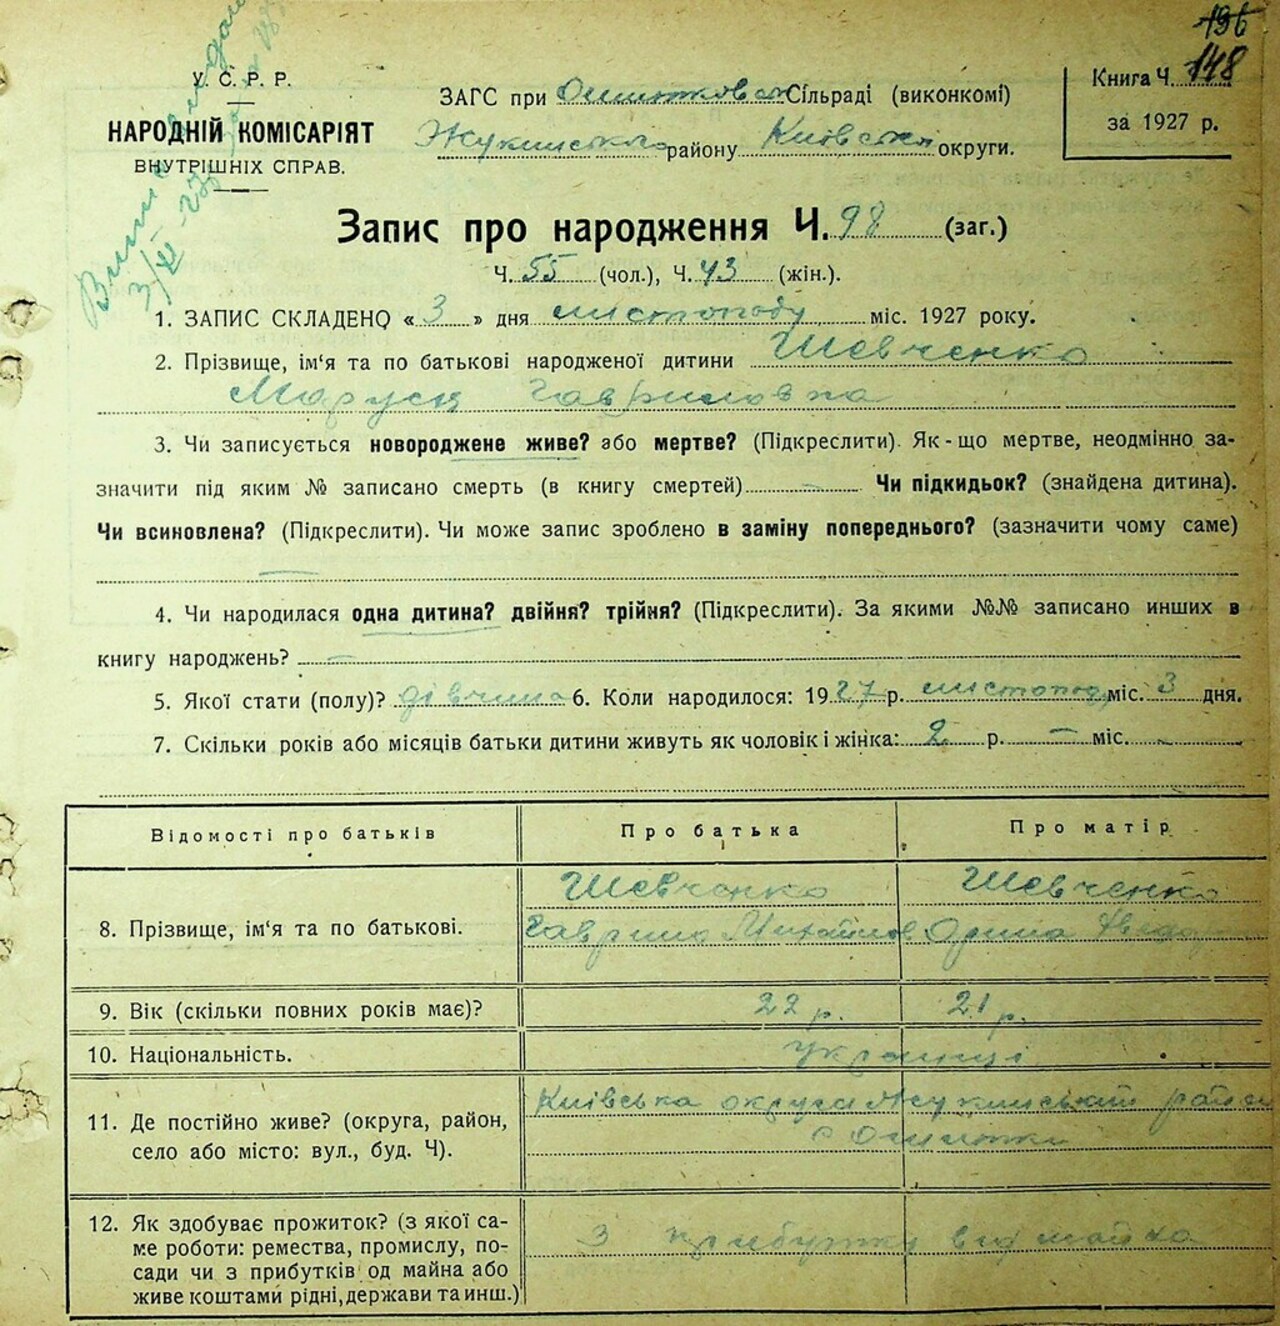 196
148
У. С. Р. Р.
НАРОДНІЙ КОМІСАРІЯТ
ВНУТРІШНІХ СПРАВ.
ЗАГС при Ошитковск Сільраді (виконкомі)
Жукинського району Київської округи.
Книга Ч.
за 1927 р.
Запис про народження Ч. 98 (заг.)
Ч. 55 (чол.), Ч. 43 (жін.).
1. ЗАПИС СКЛАДЕНО « 3 » дня листопаду міс. 1927 року.
2. Прізвище, ім‘я та по батькові народженої дитини Шевченко
Маруся Гавриловна
3. Чи записується новороджене живе? або мертве? (Підкреслити). Як-що мертве, неодмінно за-
значити під яким № записано смерть (в книгу смертей) — Чи підкидьок? (знайдена дитина).
Чи всиновлена? (Підкреслити). Чи може запис зроблено в заміну попереднього? (зазначити чому саме)
—
4. Чи народилася одна дитина? двійня? трійня? (Підкреслити). За якими №№ записано инших в
книгу народжень? —
5. Якої стати (полу)? дівчина 6. Коли народилося: 1927 р. листопад міс. 3 дня.
7. Скільки років або місяців батьки дитини живуть як чоловік і жінка: 2 р. — міс.
Відомості про батьків Про батька Про матір
Шевченко Шевченко
8. Прізвище, ім‘я та по батькові. Гаврило Михайлов Орина
9. Вік (скільки повних років має)? 22 р. 21 р.
10. Національність. українці
11. Де постійно живе? (округа, район, Київська округа Жукинський район
село або місто: вул., буд. Ч). с Ошитки
12. Як здобуває прожиток? (з якої са-
ме роботи: ремества, промислу, по- З прибутку від майна
сади чи з прибутків од майна або
живе коштами рідні, держави та инш.)